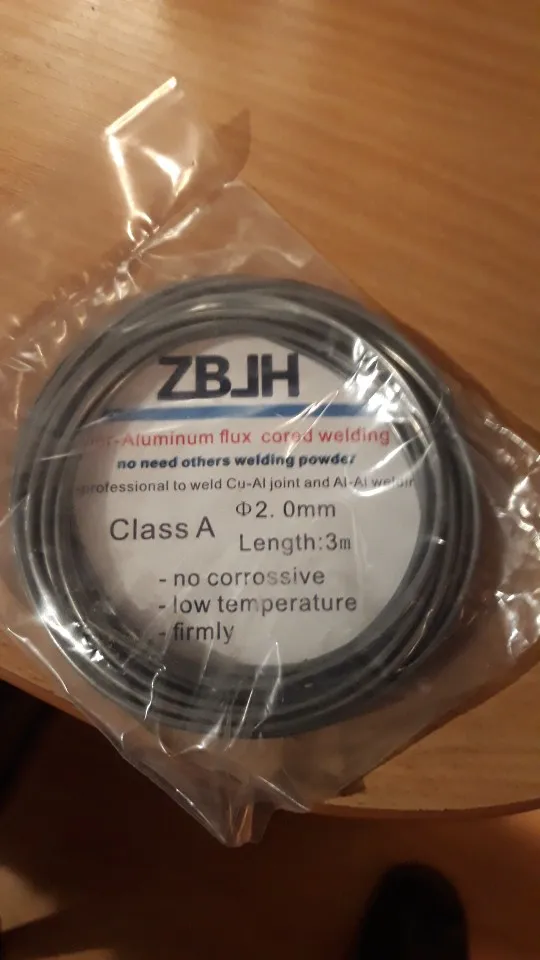 ZBJH
-Aluminum flux cored welding
no need others welding powder
professional to weld Cu-Al joint and Al-Al
Class A
Φ2.0mm
Length:3m
- no corrossive
- low temperature
- firmly